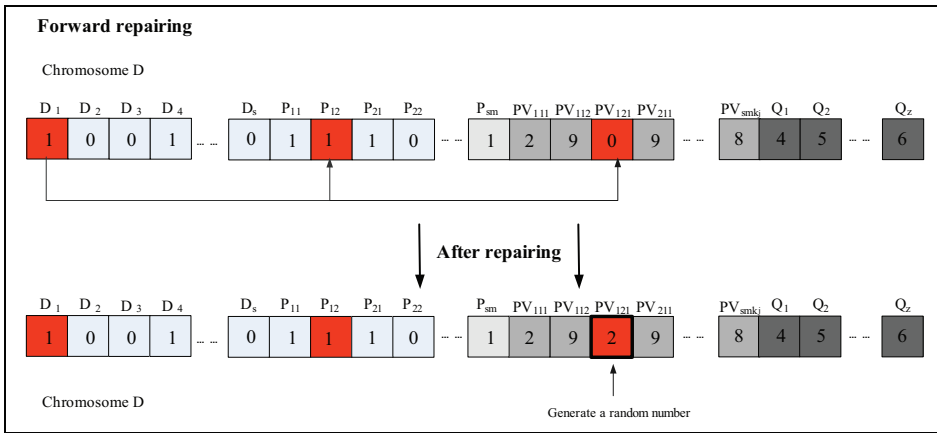 Forward repairing
Chromosome D
D 1 D 2 D 3 D 4 Ds P11 P12 P21 P22 Psm PV111 PV112 PV121 PV211 PVsmkj Q1 Q2 Qz
1 0 0 1 ... ... 0 1 1 1 0 ... ... 1 2 9 0 9 ... ... 8 4 5 ... ... 6
After repairing
D 1 D 2 D 3 D 4 Ds P11 P12 P21 P22 Psm PV111 PV112 PV121 PV211 PVsmkj Q1 Q2 Qz
1 0 0 1 ... ... 0 1 1 1 0 ... ... 1 2 9 2 9 ... ... 8 4 5 ... ... 6
Chromosome D
Generate a random number